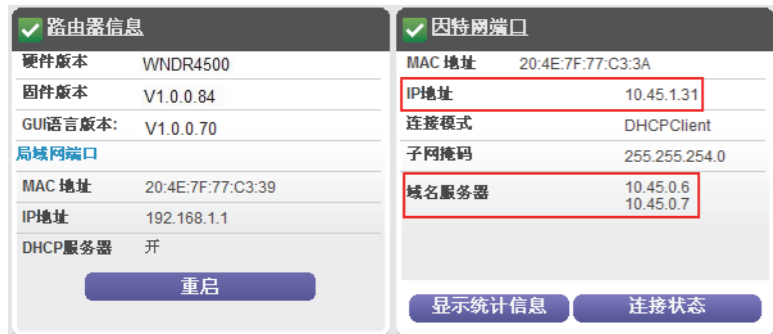 路由器信息
硬件版本 WNDR4500
固件版本 V1.0.0.84
GUI语言版本: V1.0.0.70
局域网端口
MAC 地址 20:4E:7F:77:C3:39
IP地址 192.168.1.1
DHCP服务器 开
重启
因特网端口
MAC 地址 20:4E:7F:77:C3:3A
IP地址 10.45.1.31
连接模式 DHCPClient
子网掩码 255.255.254.0
域名服务器 10.45.0.6
10.45.0.7
显示统计信息 连接状态